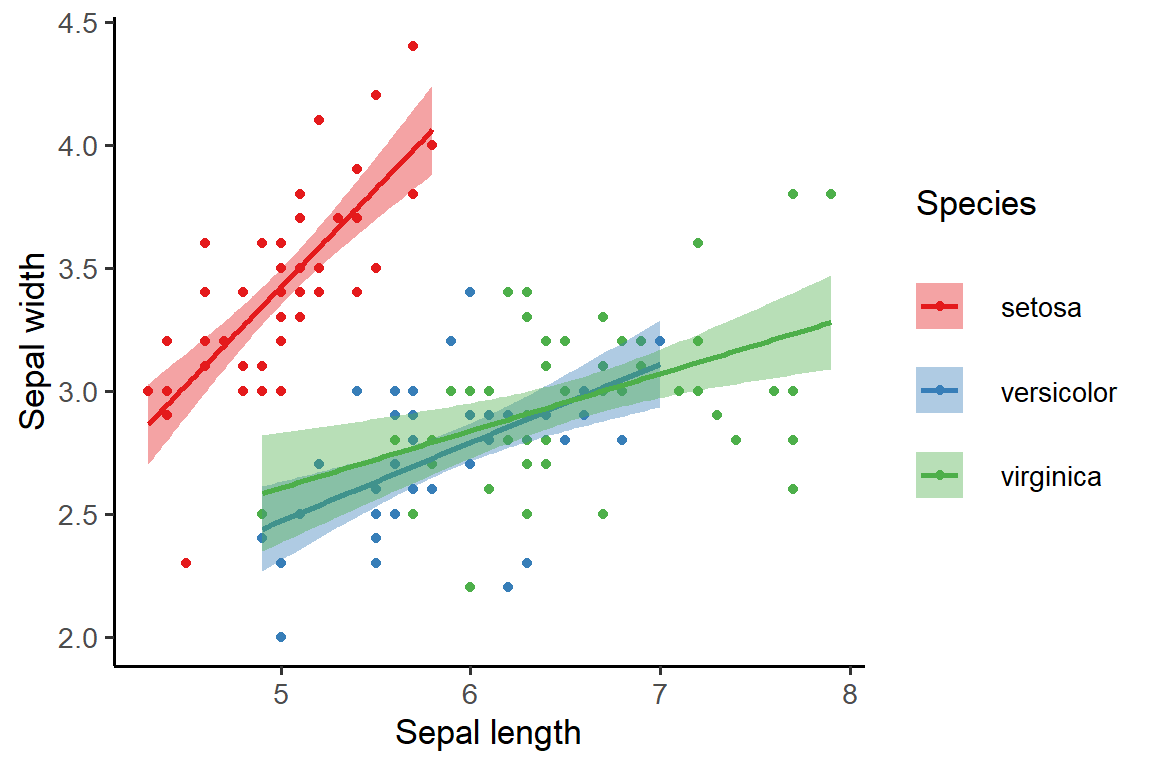 4.5
4.0
3.5
3.0
2.5
2.0
Sepal width
5 6 7 8
Sepal length
Species
setosa
versicolor
virginica